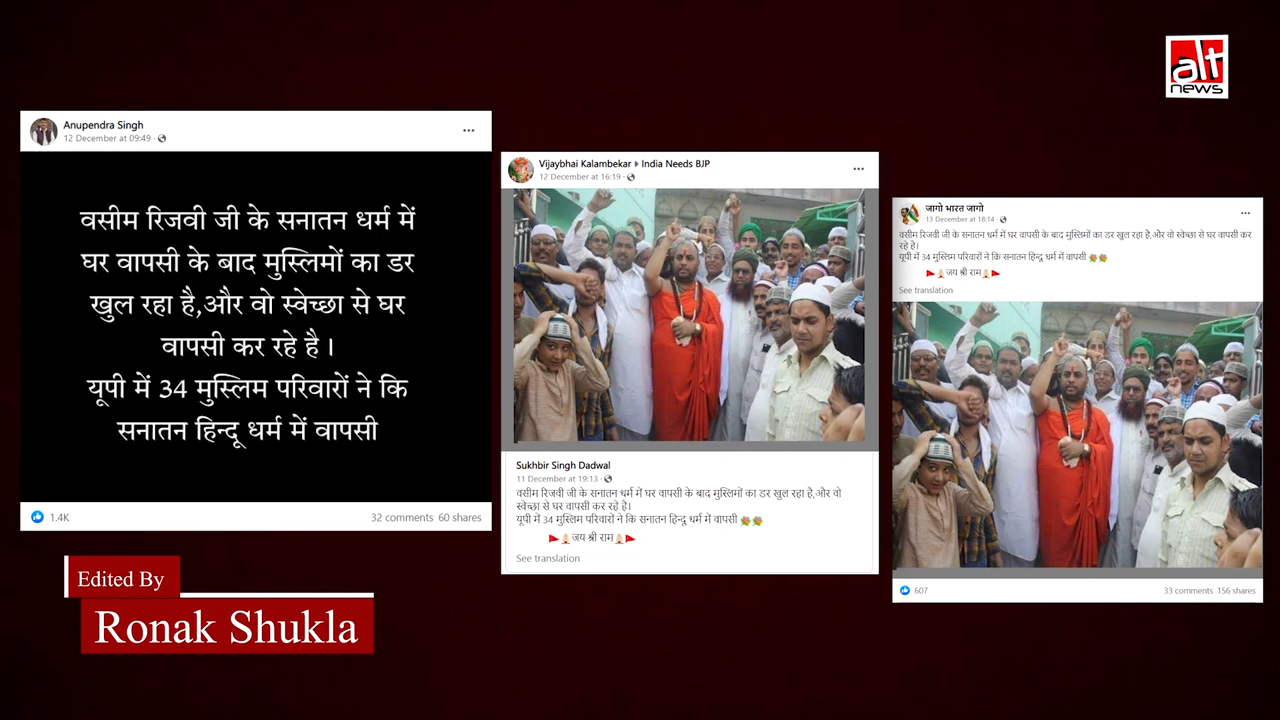 alt
news
Anupendra Singh
12 December at 09:49
वसीम रिजवी जी के सनातन धर्म में
घर वापसी के बाद मुस्लिमों का डर
खुल रहा है,और वो स्वेच्छा से घर
वापसी कर रहे है ।
यूपी में 34 मुस्लिम परिवारों ने कि
सनातन हिन्दू धर्म में वापसी
1.4K
32 comments 60 shares
Vijaybhai Kalambekar ▸ India Needs BJP
12 December at 16:19
Sukhbir Singh Dadwal
11 December at 19:13
वसीम रिजवी जी के सनातन धर्म में घर वापसी के बाद मुस्लिमों का डर खुल रहा है,और वो
स्वेच्छा से घर वापसी कर रहे है।
यूपी में 34 मुस्लिम परिवारों ने कि सनातन हिन्दू धर्म में वापसी 💐💐
🚩🙏जय श्री राम🙏🚩
See translation
जागो भारत जागो
13 December at 18:14
वसीम रिजवी जी के सनातन धर्म में घर वापसी के बाद मुस्लिमों का डर खुल रहा है,और वो स्वेच्छा से घर वापसी कर
रहे है।
यूपी में 34 मुस्लिम परिवारों ने कि सनातन हिन्दू धर्म में वापसी 💐💐
🚩🙏जय श्री राम🙏🚩
See translation
607
33 comments 156 shares
Edited By
Ronak Shukla